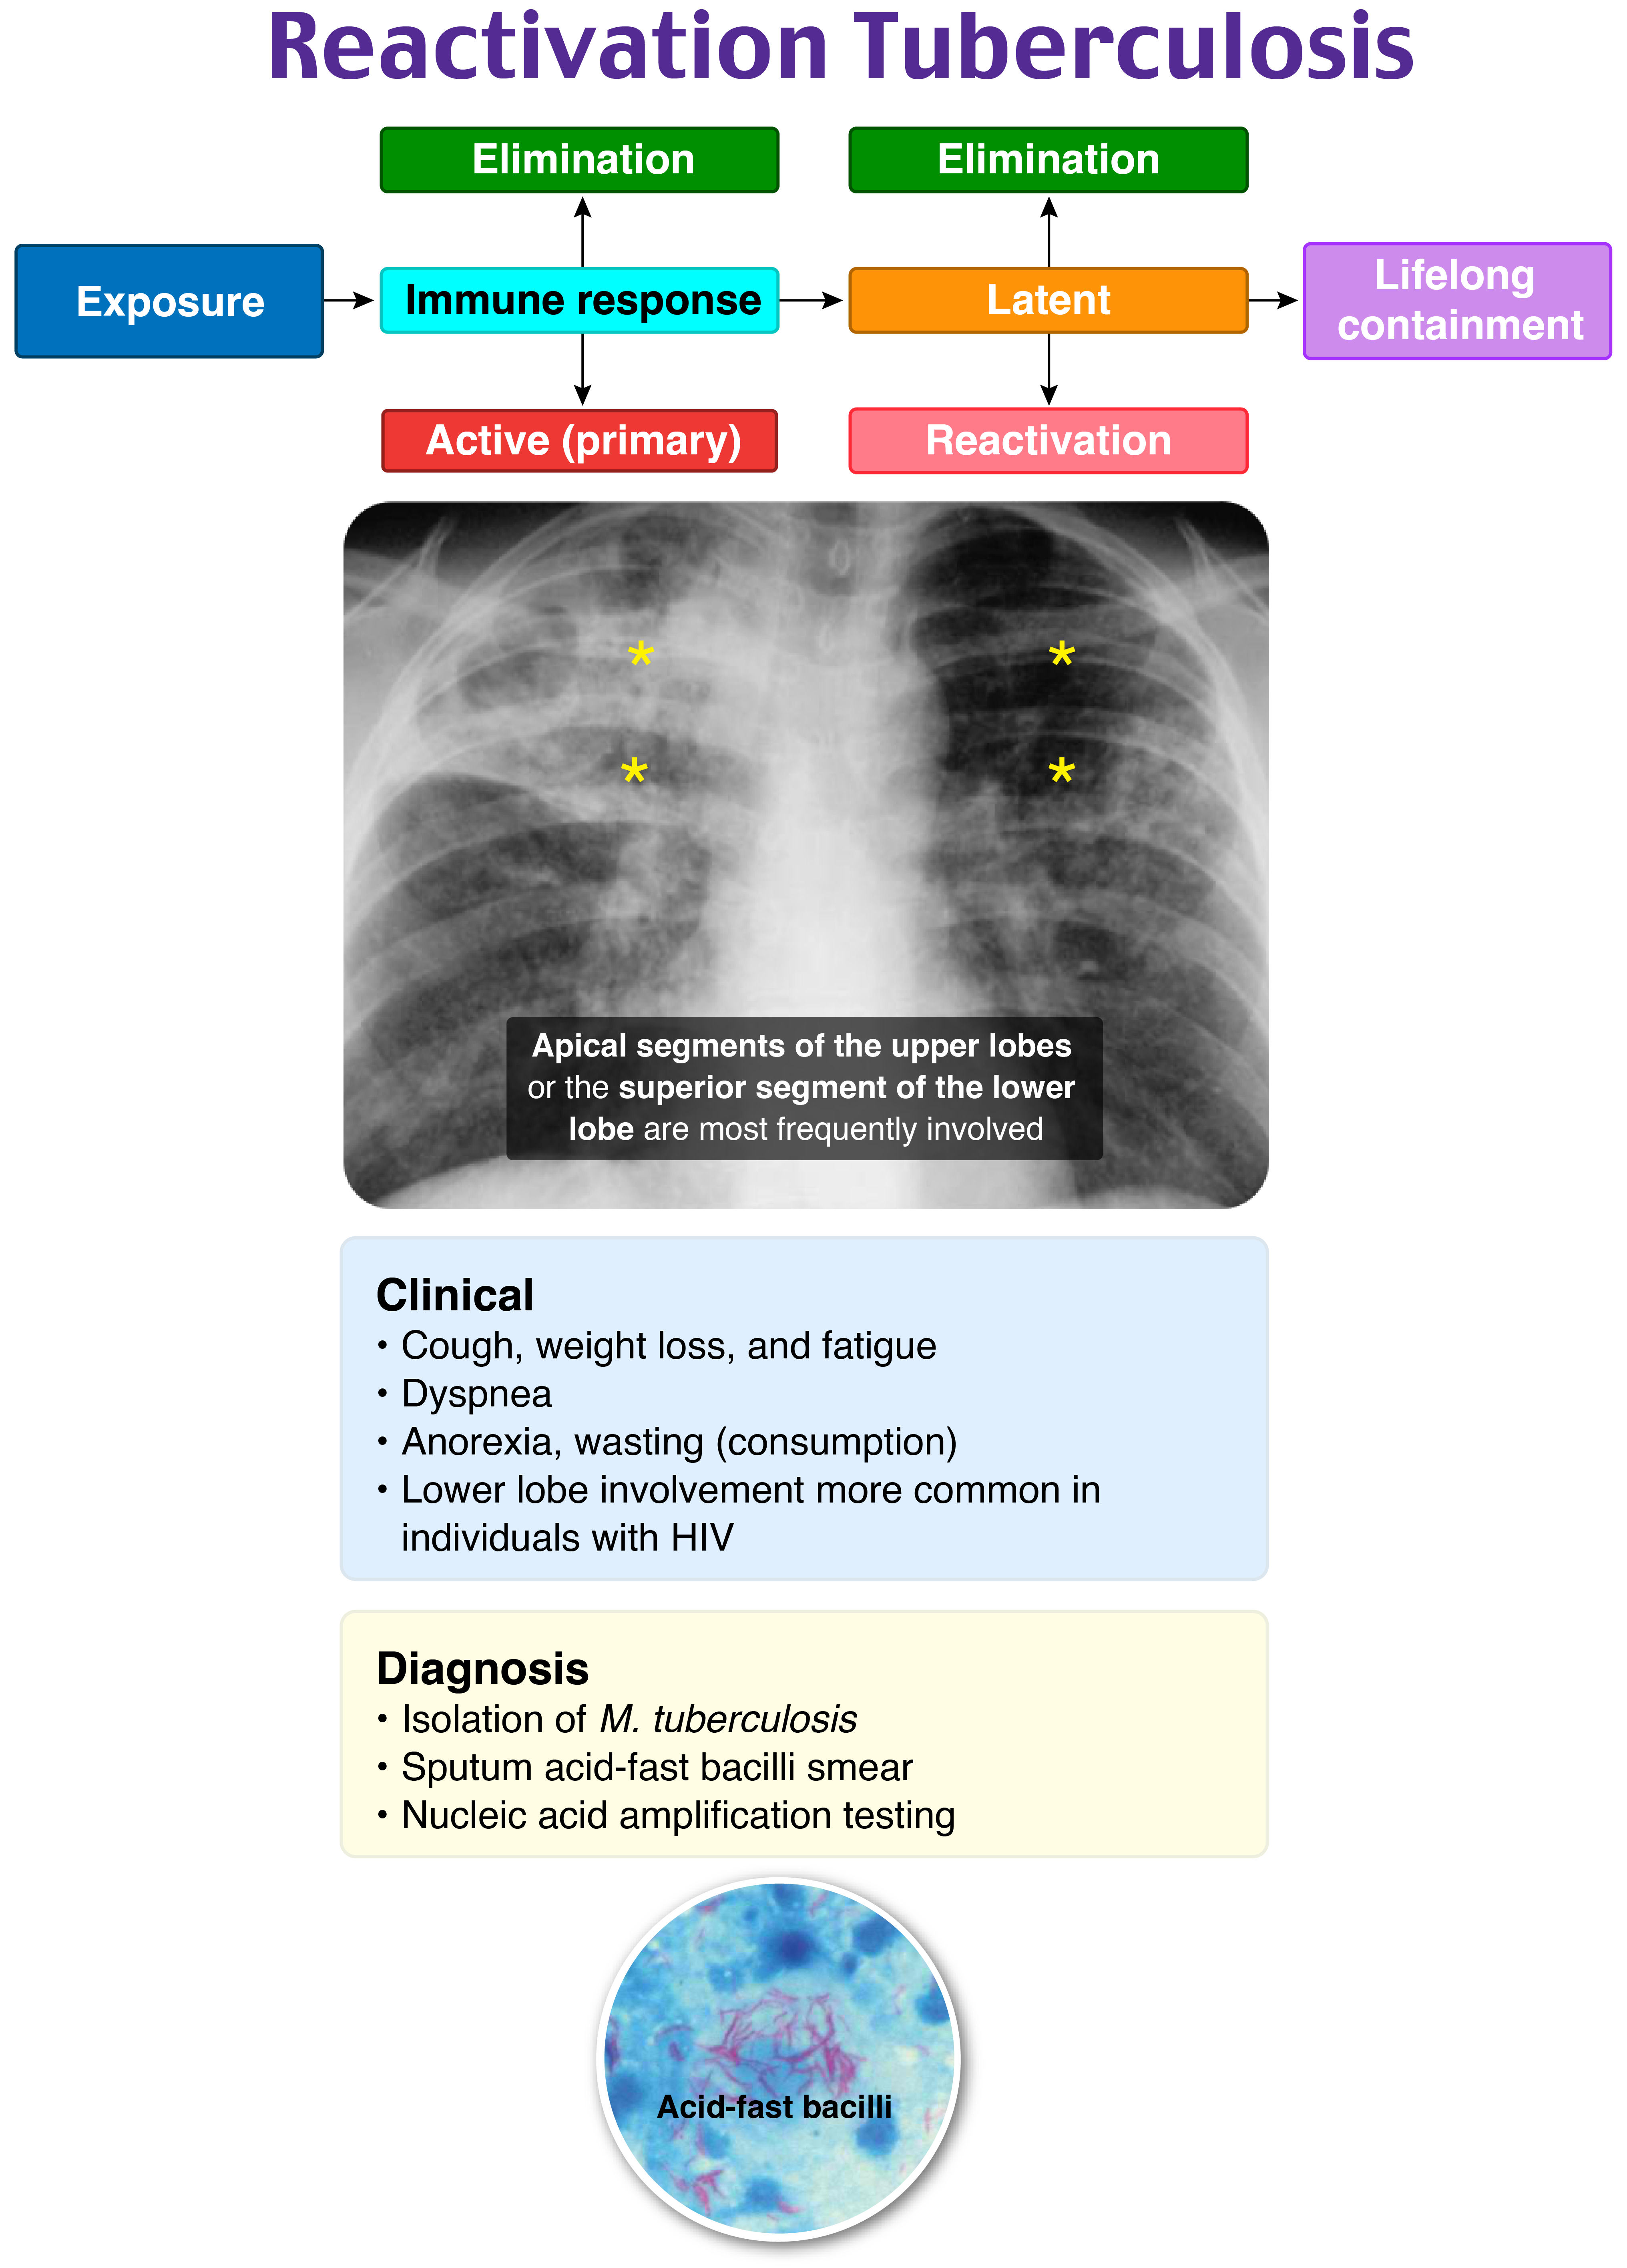 Reactivation Tuberculosis
Elimination
Elimination
Exposure
Immune response
Latent
Lifelong
containment
Active (primary)
Reactivation
*
*
*
*
Apical segments of the upper lobes
or the superior segment of the lower
lobe are most frequently involved
Clinical
• Cough, weight loss, and fatigue
• Dyspnea
• Anorexia, wasting (consumption)
• Lower lobe involvement more common in
individuals with HIV
Diagnosis
• Isolation of M. tuberculosis
• Sputum acid-fast bacilli smear
• Nucleic acid amplification testing
Acid-fast bacilli